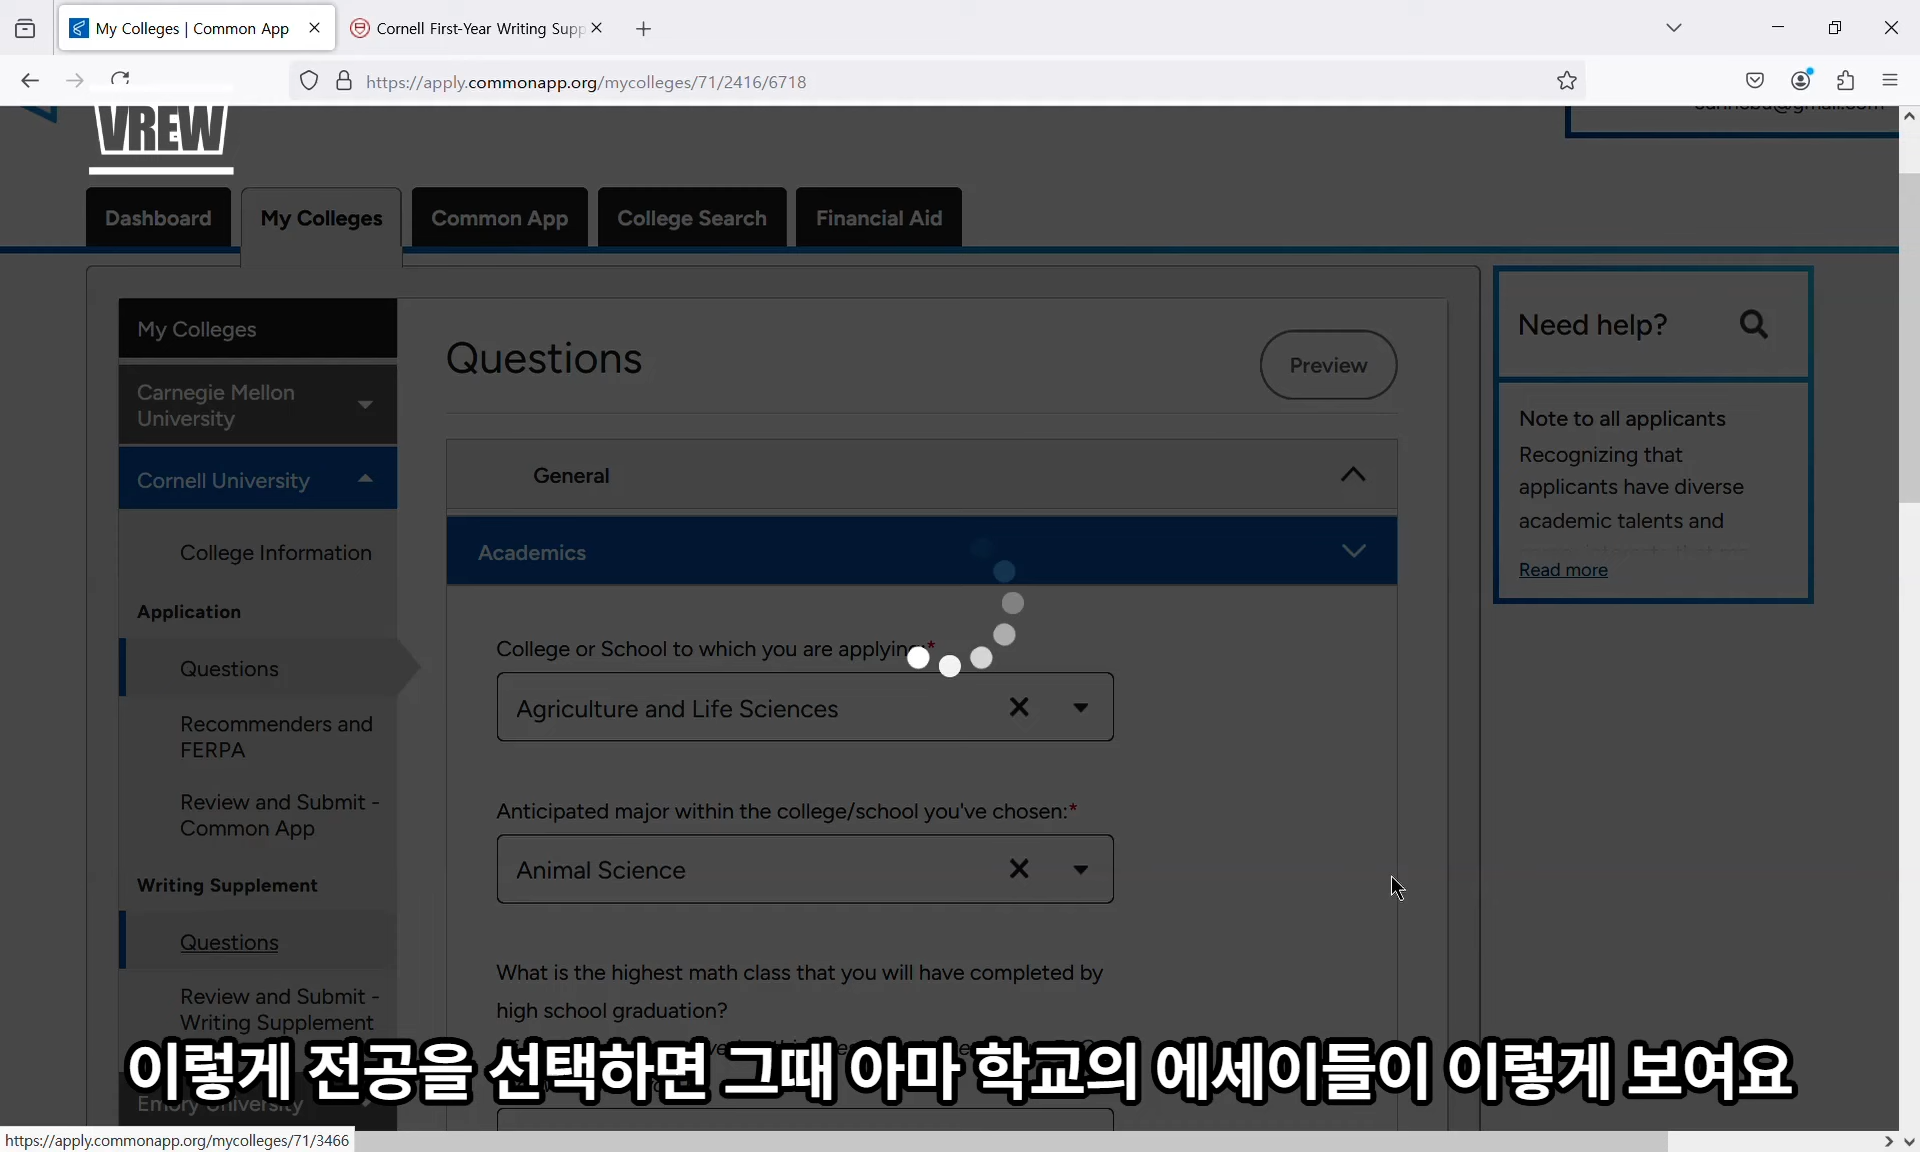 My Colleges | Common App
Cornell First-Year Writing Supp
https://apply.commonapp.org/mycolleges/71/2416/6718
VREW
Dashboard
My Colleges
Common App
College Search
Financial Aid
My Colleges
Carnegie Mellon
University
Cornell University
College Information
Application
Questions
Recommenders and
FERPA
Review and Submit -
Common App
Writing Supplement
Questions
Review and Submit -
Writing Supplement
Emory University
Questions
Preview
General
Academics
College or School to which you are applying:*
Agriculture and Life Sciences
Anticipated major within the college/school you've chosen:*
Animal Science
What is the highest math class that you will have completed by
high school graduation?
Need help?
Note to all applicants
Recognizing that
applicants have diverse
academic talents and
Read more
이렇게 전공을 선택하면 그때 아마 학교의 에세이들이 이렇게 보여요
https://apply.commonapp.org/mycolleges/71/3466